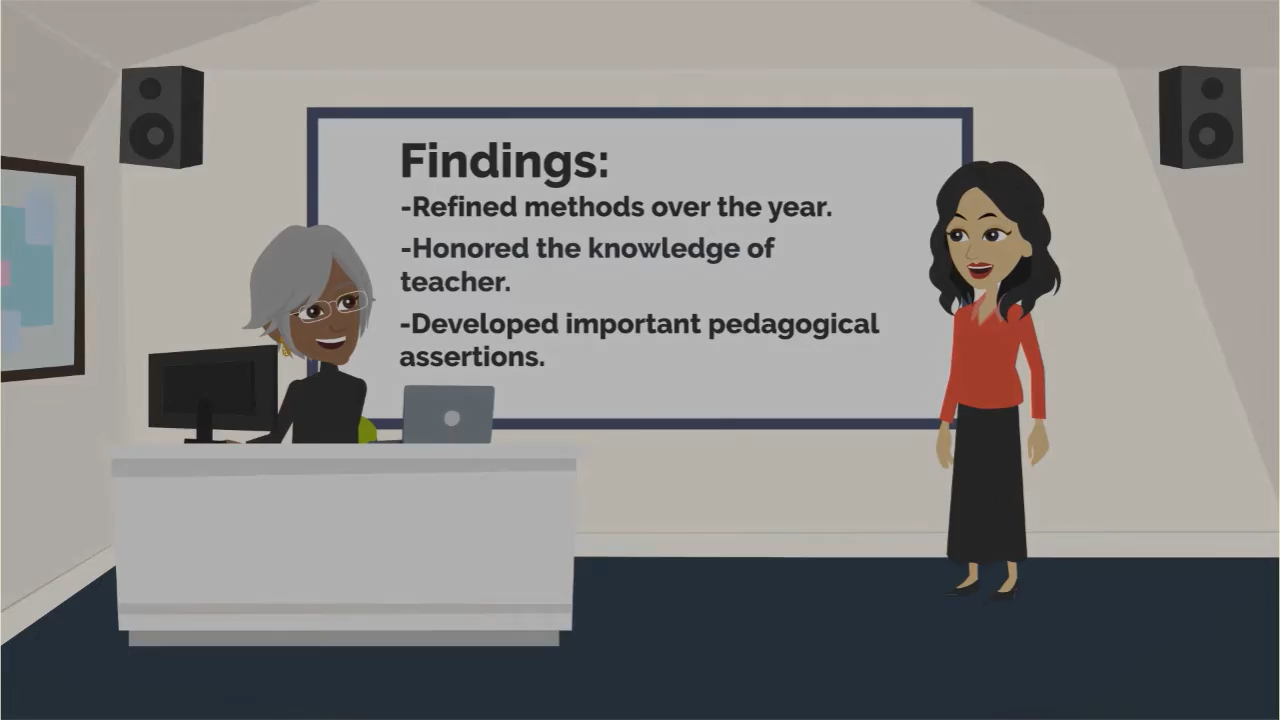 Findings:
-Refined methods over the year.
-Honored the knowledge of
teacher.
-Developed important pedagogical
assertions.